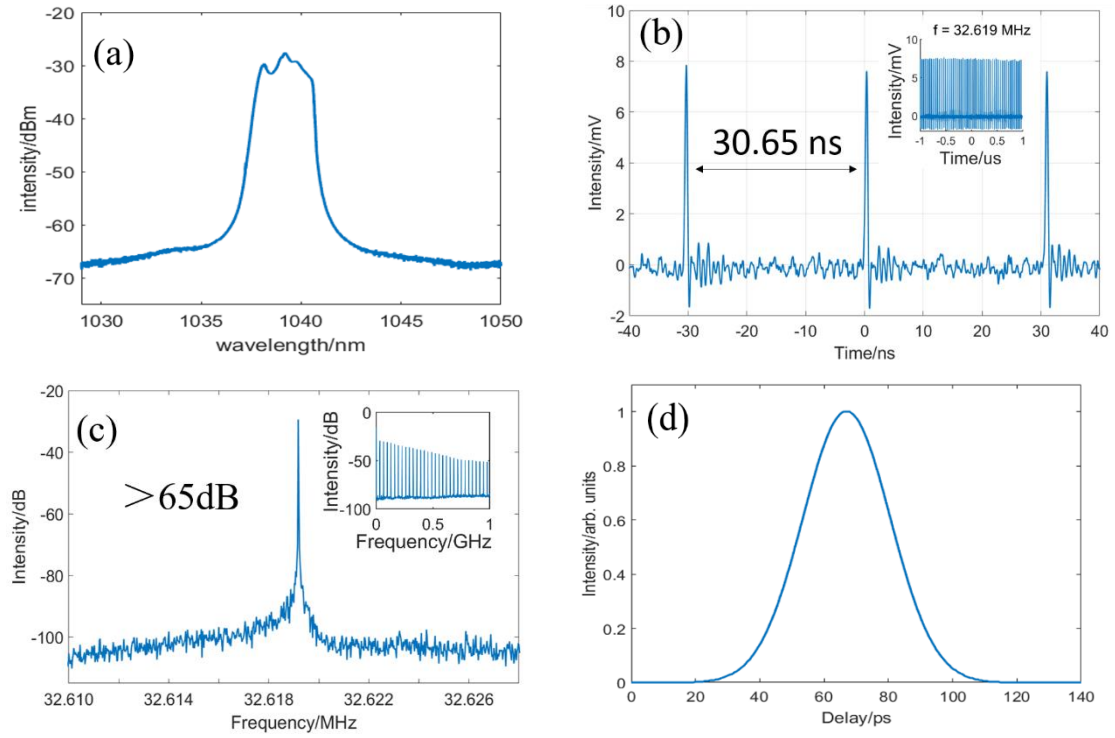 (a)
-20
-30
-40
-50
-60
-70
intensity/dBm
1030 1035 1040 1045 1050
wavelength/nm
(b)
10
8
6
4
2
0
-2
Intensity/mV
30.65 ns
-40 -30 -20 -10 0 10 20 30 40
Time/ns
f = 32.619 MHz
10
5
0
Intensity/mV
-1 -0.5 0 0.5 1
Time/us
(c)
-20
-40
-60
-80
-100
Intensity/dB
>65dB
32.610 32.614 32.618 32.622 32.626
Frequency/MHz
0
-50
-100
Intensity/dB
0 0.5 1
Frequency/GHz
(d)
1
0.8
0.6
0.4
0.2
0
Intensity/arb. units
0 20 40 60 80 100 120 140
Delay/ps